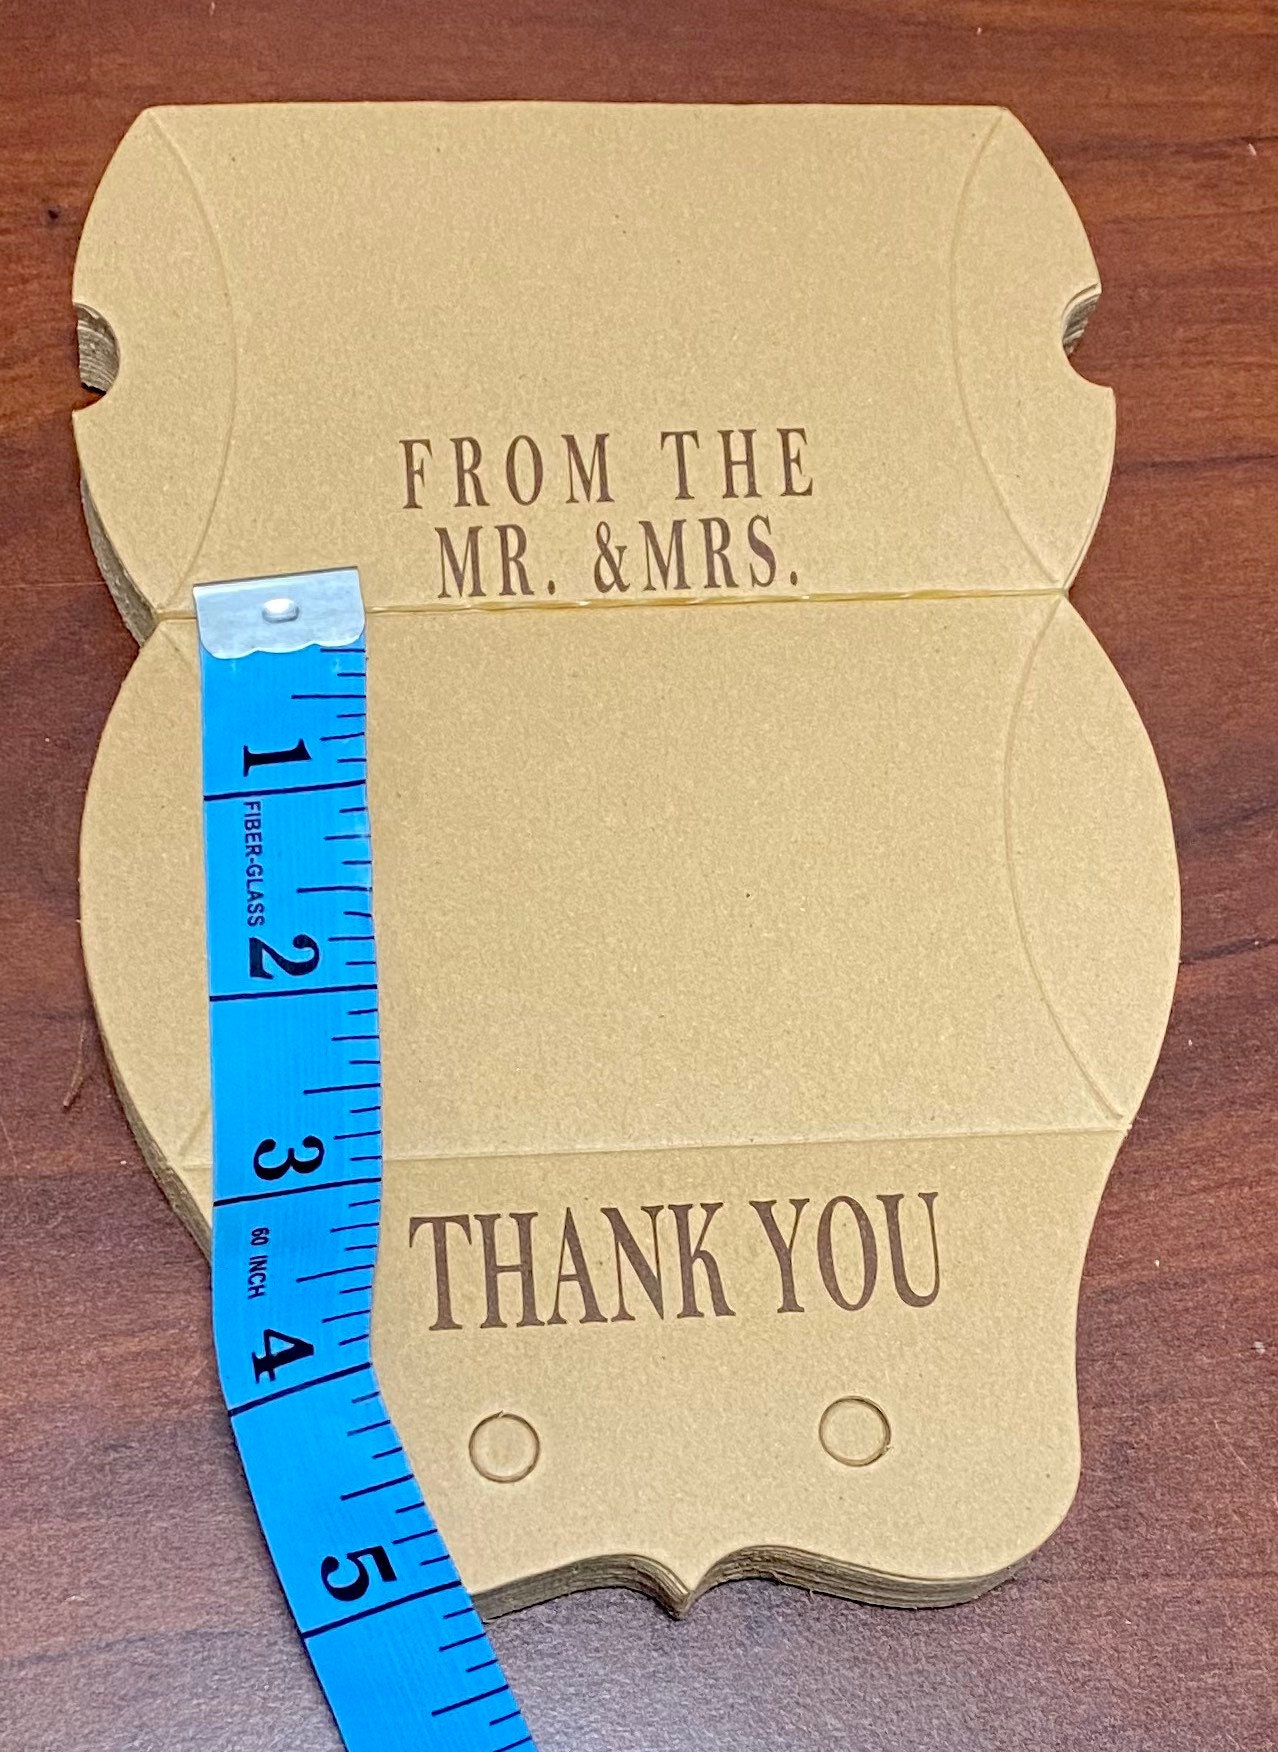 FROM THE
MR. &MRS.
1
FIBER-GLASS
2
3
60 INCH
4
5
THANK YOU